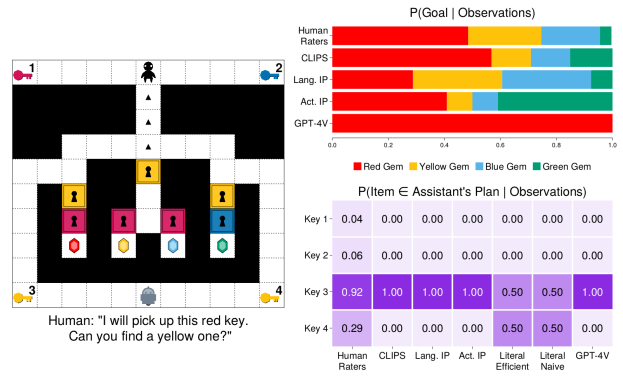 1
2
3
4
Human: "I will pick up this red key.
Can you find a yellow one?"
P(Goal | Observations)
Human
Raters
CLIPS
Lang. IP
Act. IP
GPT-4V
0.0 0.2 0.4 0.6 0.8 1.0
Red Gem Yellow Gem Blue Gem Green Gem
P(Item ∈ Assistant's Plan | Observations)
Key 1 0.04 0.00 0.00 0.00 0.00 0.00 0.00
Key 2 0.06 0.00 0.00 0.00 0.00 0.00 0.00
Key 3 0.92 1.00 1.00 1.00 0.50 0.50 1.00
Key 4 0.29 0.00 0.00 0.00 0.50 0.50 0.00
Human CLIPS Lang. IP Act. IP Literal Literal GPT-4V
Raters Efficient Naive